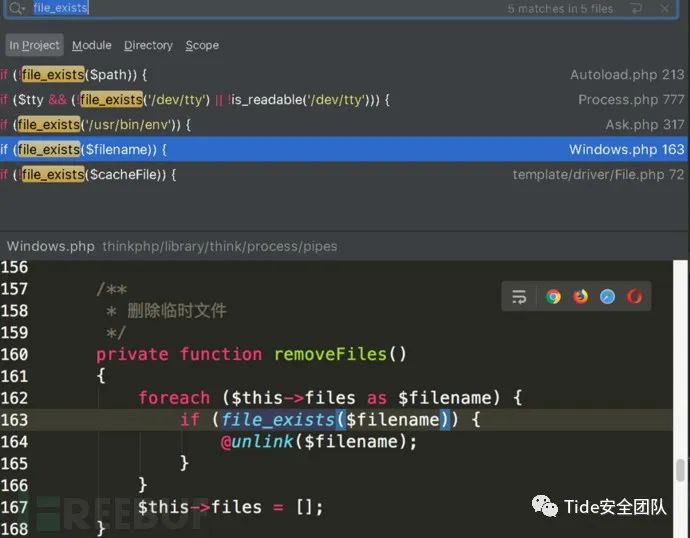 file_exists
5 matches in 5 files
In Project Module Directory Scope
if (!file_exists($path)) { Autoload.php 213
if ($tty && (!file_exists('/dev/tty') || !is_readable('/dev/tty'))) { Process.php 777
if (file_exists('/usr/bin/env')) { Ask.php 317
if (file_exists($filename)) { Windows.php 163
if (!file_exists($cacheFile)) { template/driver/File.php 72
Windows.php thinkphp/library/think/process/pipes
156
157 /**
158 * 删除临时文件
159 */
160 private function removeFiles()
161 {
162 foreach ($this->files as $filename) {
163 if (file_exists($filename)) {
164 @unlink($filename);
165 }
166 }
167 $this->files = [];
168 }
REEBUF
Tide安全团队